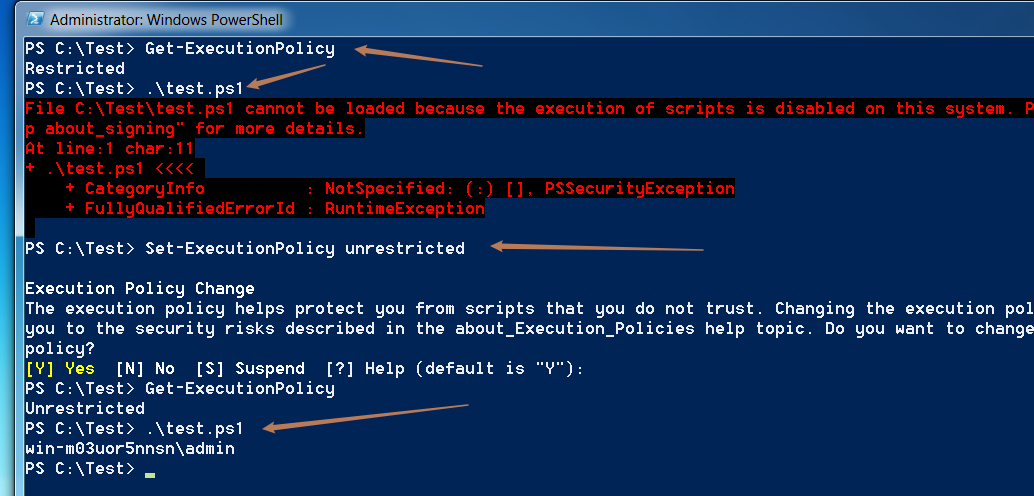 Administrator: Windows PowerShell
PS C:\Test> Get-ExecutionPolicy
Restricted
PS C:\Test> .\test.ps1
File C:\Test\test.ps1 cannot be loaded because the execution of scripts is disabled on this system. P
p about_signing" for more details.
At line:1 char:11
+ .\test.ps1 <<<<
+ CategoryInfo : NotSpecified: (:) [], PSSecurityException
+ FullyQualifiedErrorId : RuntimeException
PS C:\Test> Set-ExecutionPolicy unrestricted
Execution Policy Change
The execution policy helps protect you from scripts that you do not trust. Changing the execution pol
you to the security risks described in the about_Execution_Policies help topic. Do you want to change
policy?
[Y] Yes [N] No [S] Suspend [?] Help (default is "Y"):
PS C:\Test> Get-ExecutionPolicy
Unrestricted
PS C:\Test> .\test.ps1
win-m03uor5nnsn\admin
PS C:\Test>